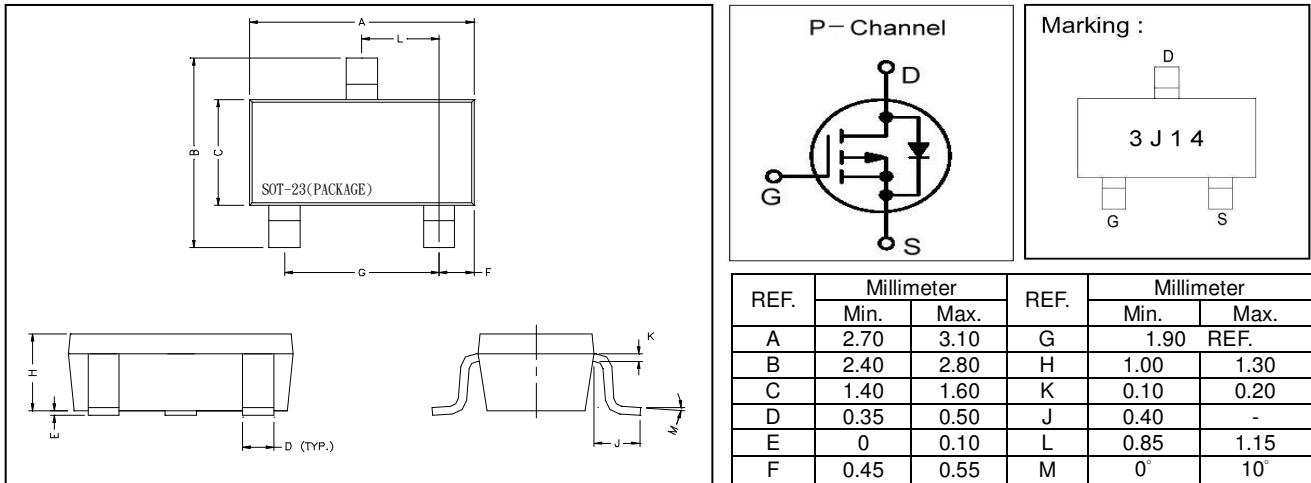 A
L
B
C
SOT-23(PACKAGE)
G
F
H
E
D (TYP.)
K
J
M
P-Channel
D
G
S
Marking :
D
3 J 1 4
G
S
REF. Millimeter REF. Millimeter
Min. Max. Min. Max.
A 2.70 3.10 G 1.90 REF.
B 2.40 2.80 H 1.00 1.30
C 1.40 1.60 K 0.10 0.20
D 0.35 0.50 J 0.40 -
E 0 0.10 L 0.85 1.15
F 0.45 0.55 M 0° 10°